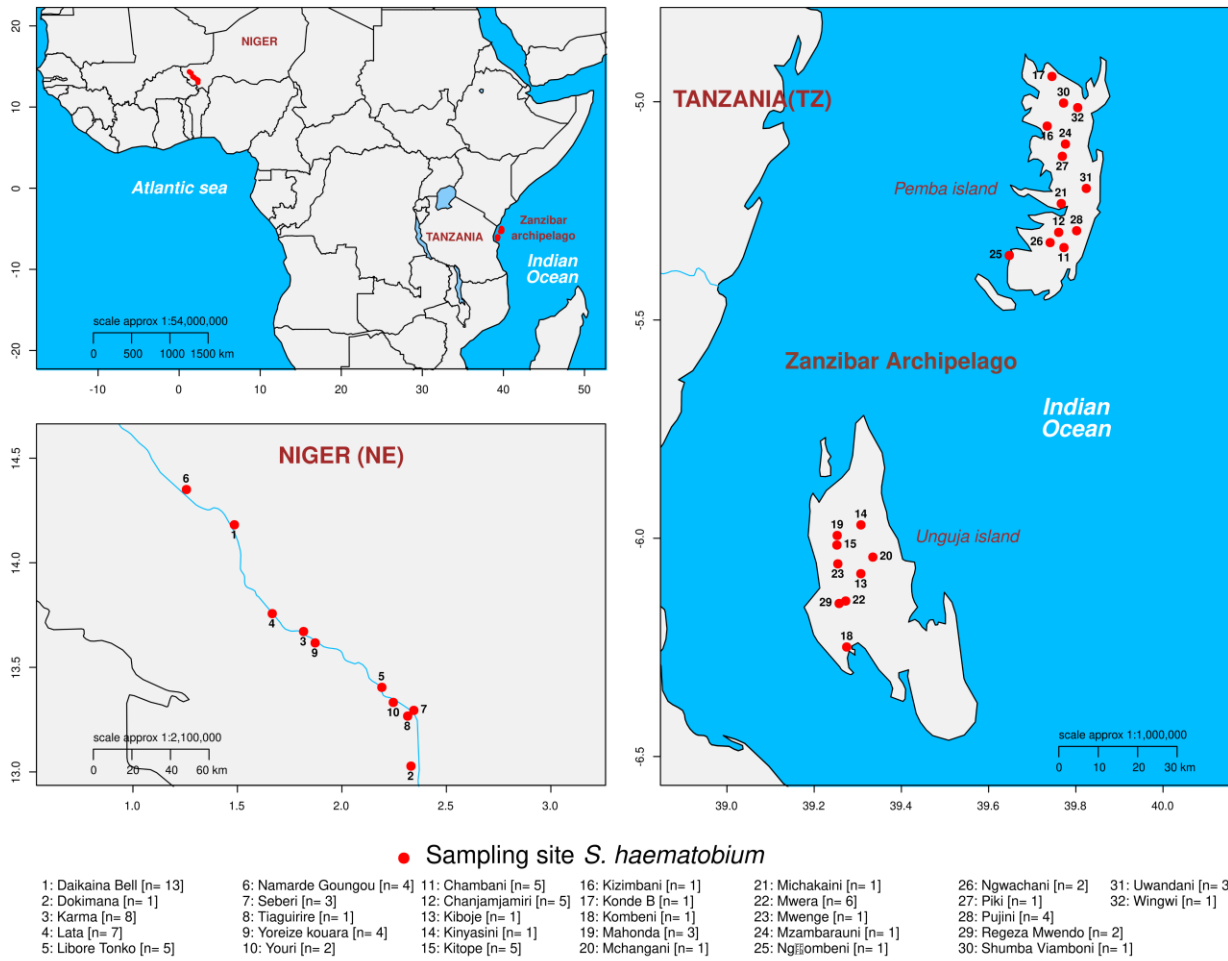 20
10
0
-10
-20
-10
0
10
20
30
40
50
NIGER
Atlantic sea
TANZANIA
Zanzibar
archipelago
Indian
Ocean
scale approx 1:54,000,000
0 500 1000 1500 km
NIGER (NE)
14.5
14.0
13.5
13.0
6
1
4
3
9
5
10
7
8
2
scale approx 1:2,100,000
0 20 40 60 km
1.0 1.5 2.0 2.5 3.0
TANZANIA(TZ)
-5.0
-5.5
-6.0
-6.5
17
30
32
16
24
27
31
Pemba island
21
12
28
26
25
11
Zanzibar Archipelago
Indian
Ocean
14
19
15
Unguja island
20
23
13
29
22
18
scale approx 1:1,000,000
0 10 20 30 km
39.0 39.2 39.4 39.6 39.8 40.0
Sampling site S. haematobium
1: Daikaina Bell [n= 13]
2: Dokimana [n= 1]
3: Karma [n= 8]
4: Lata [n= 7]
5: Libore Tonko [n= 5]
6: Namarde Goungou [n= 4]
7: Seberi [n= 3]
8: Tiaguirire [n= 1]
9: Yoreize kouara [n= 4]
10: Youri [n= 2]
11: Chambani [n= 5]
12: Chanjamjamiri [n= 5]
13: Kiboje [n= 1]
14: Kinyasini [n= 1]
15: Kitope [n= 5]
16: Kizimbani [n= 1]
17: Konde B [n= 1]
18: Kombeni [n= 1]
19: Mahonda [n= 3]
20: Mchangani [n= 1]
21: Michakaini [n= 1]
22: Mwera [n= 6]
23: Mwenge [n= 1]
24: Mzambarauni [n= 1]
25: [n= 1]
26: Ngwachani [n= 2]
27: Piki [n= 1]
28: Pujini [n= 4]
29: Regeza Mwendo [n= 2]
30: Shumba Viamboni [n= 1]
31: Uwandani [n= 3
32: Wingwi [n= 1]